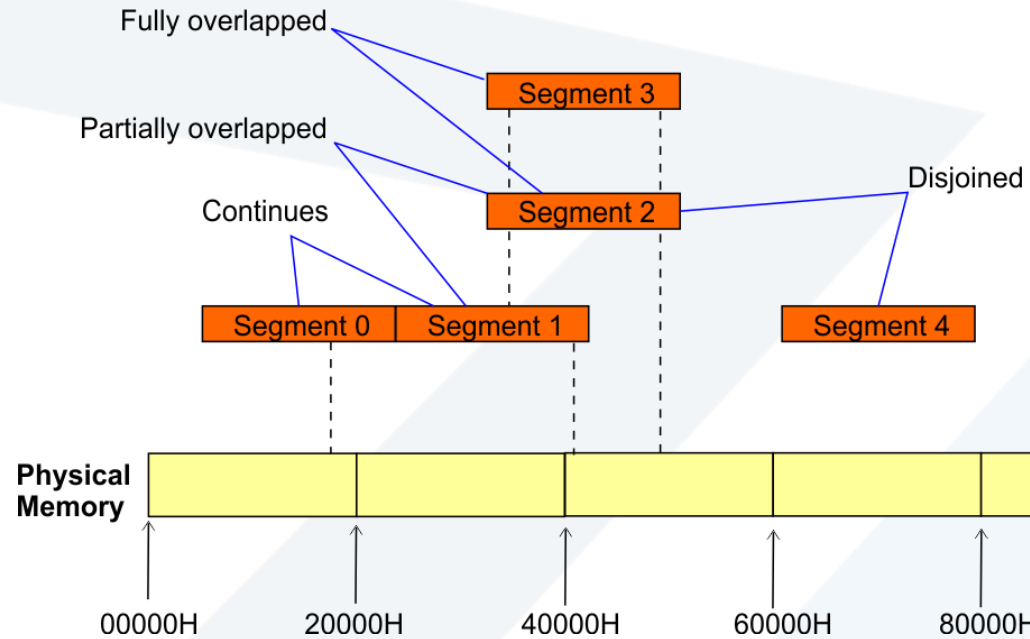 Fully overlapped
Segment 3
Partially overlapped
Disjoined
Segment 2
Continues
Segment 0
Segment 1
Segment 4
Physical
Memory
00000H
20000H
40000H
60000H
80000H